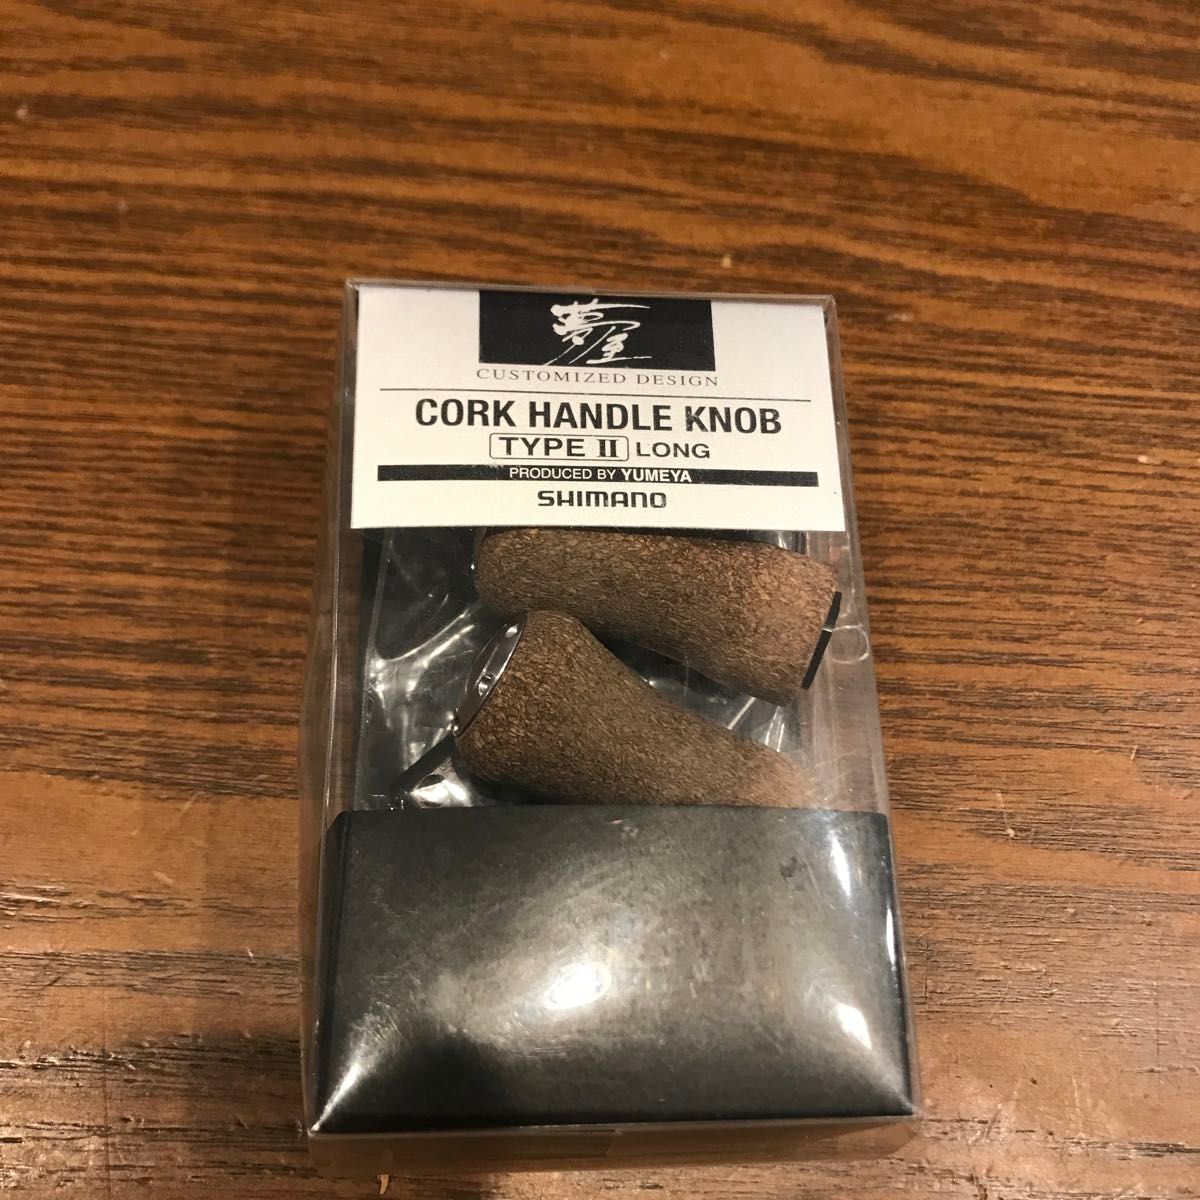 夢屋
CUSTOMIZED DESIGN
CORK HANDLE KNOB
TYPE II LONG
PRODUCED BY YUMEYA
SHIMANO